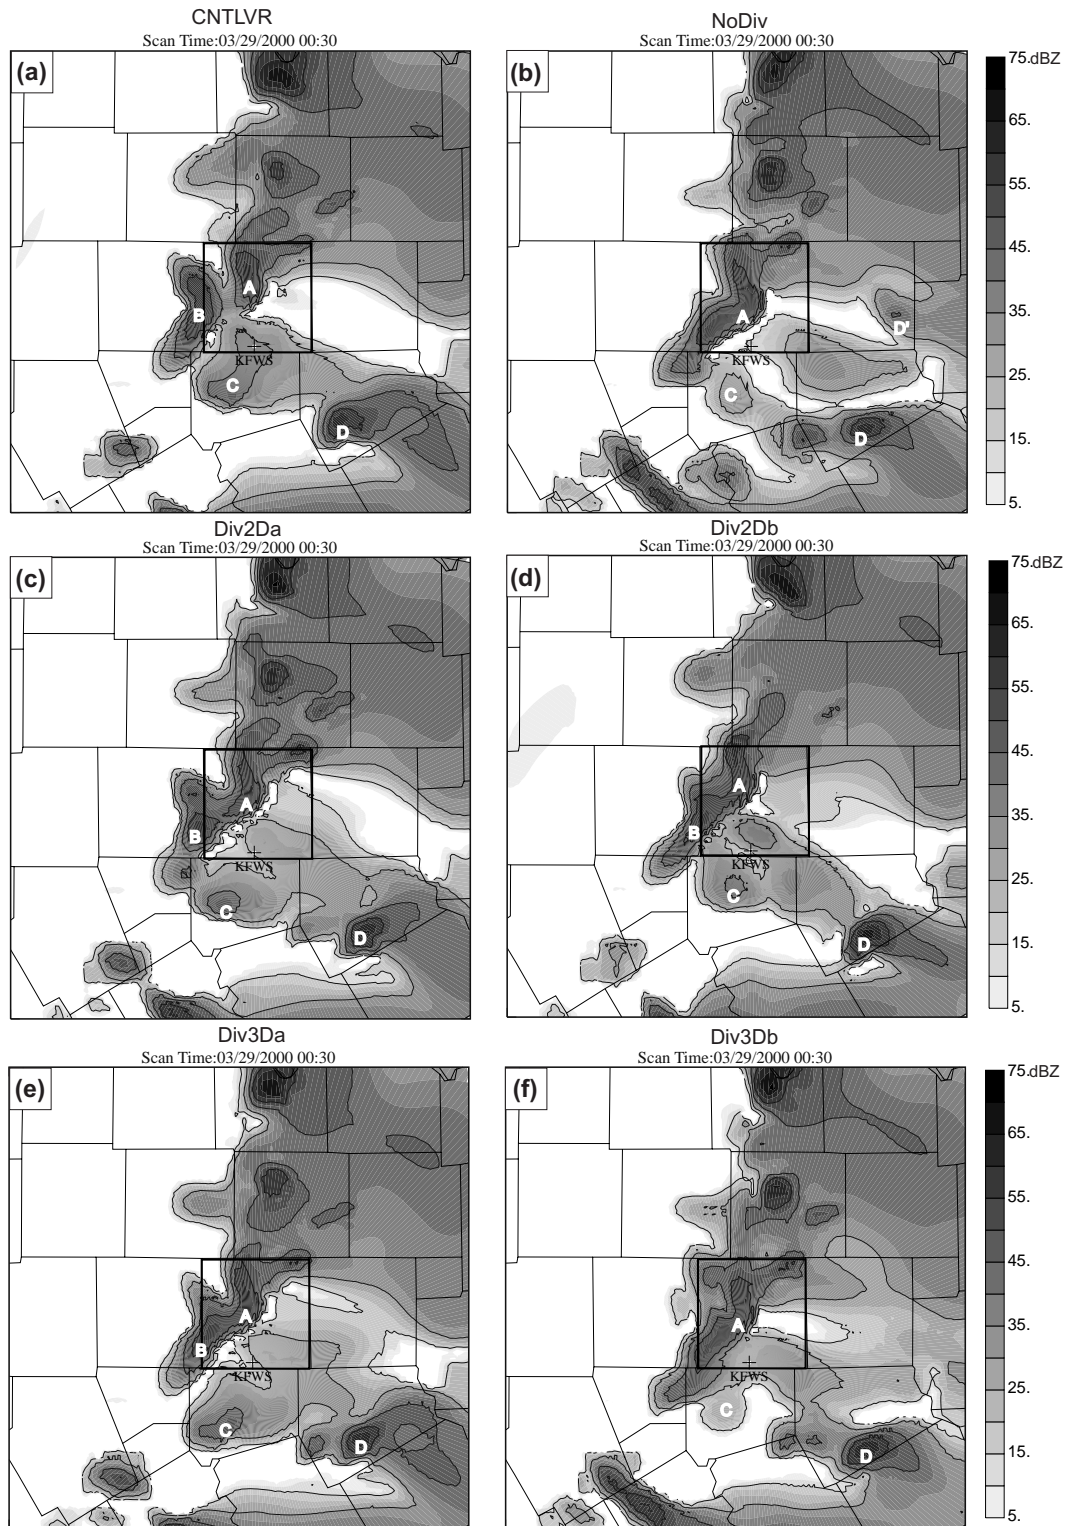 CNTLVR
Scan Time:03/29/2000 00:30
(a)
A
B
KFWS
C
D
NoDiv
Scan Time:03/29/2000 00:30
(b)
A
D'
KFWS
C
D
75.dBZ
65.
55.
45.
35.
25.
15.
5.
Div2Da
Scan Time:03/29/2000 00:30
(c)
A
B
KFWS
C
D
Div2Db
Scan Time:03/29/2000 00:30
(d)
A
B
KFWS
C
D
75.dBZ
65.
55.
45.
35.
25.
15.
5.
Div3Da
Scan Time:03/29/2000 00:30
(e)
A
B
KFWS
C
D
Div3Db
Scan Time:03/29/2000 00:30
(f)
A
KFWS
C
D
75.dBZ
65.
55.
45.
35.
25.
15.
5.